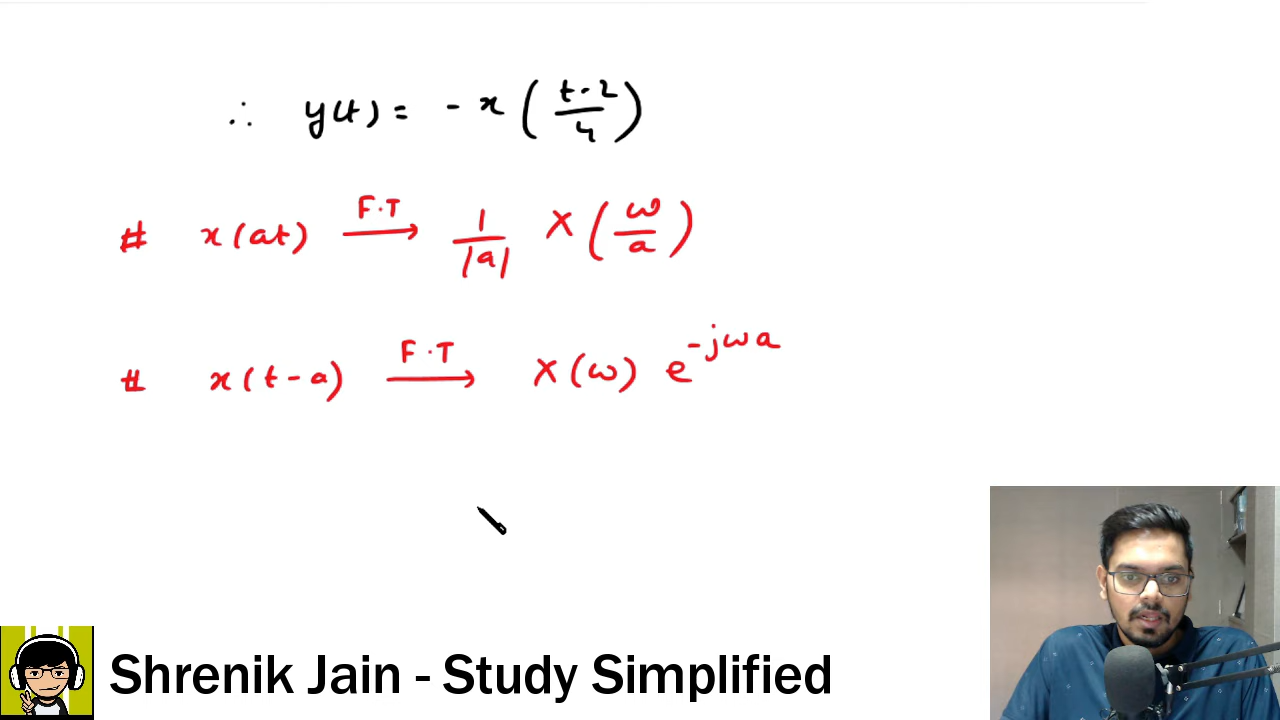 ∴ y(t) = - x ( (t-2)/4 )
# x(at) —F.T→ 1/|a| X ( ω/a )
# x(t-a) —F.T→ X(ω) e^{-jωa}
Shrenik Jain - Study Simplified